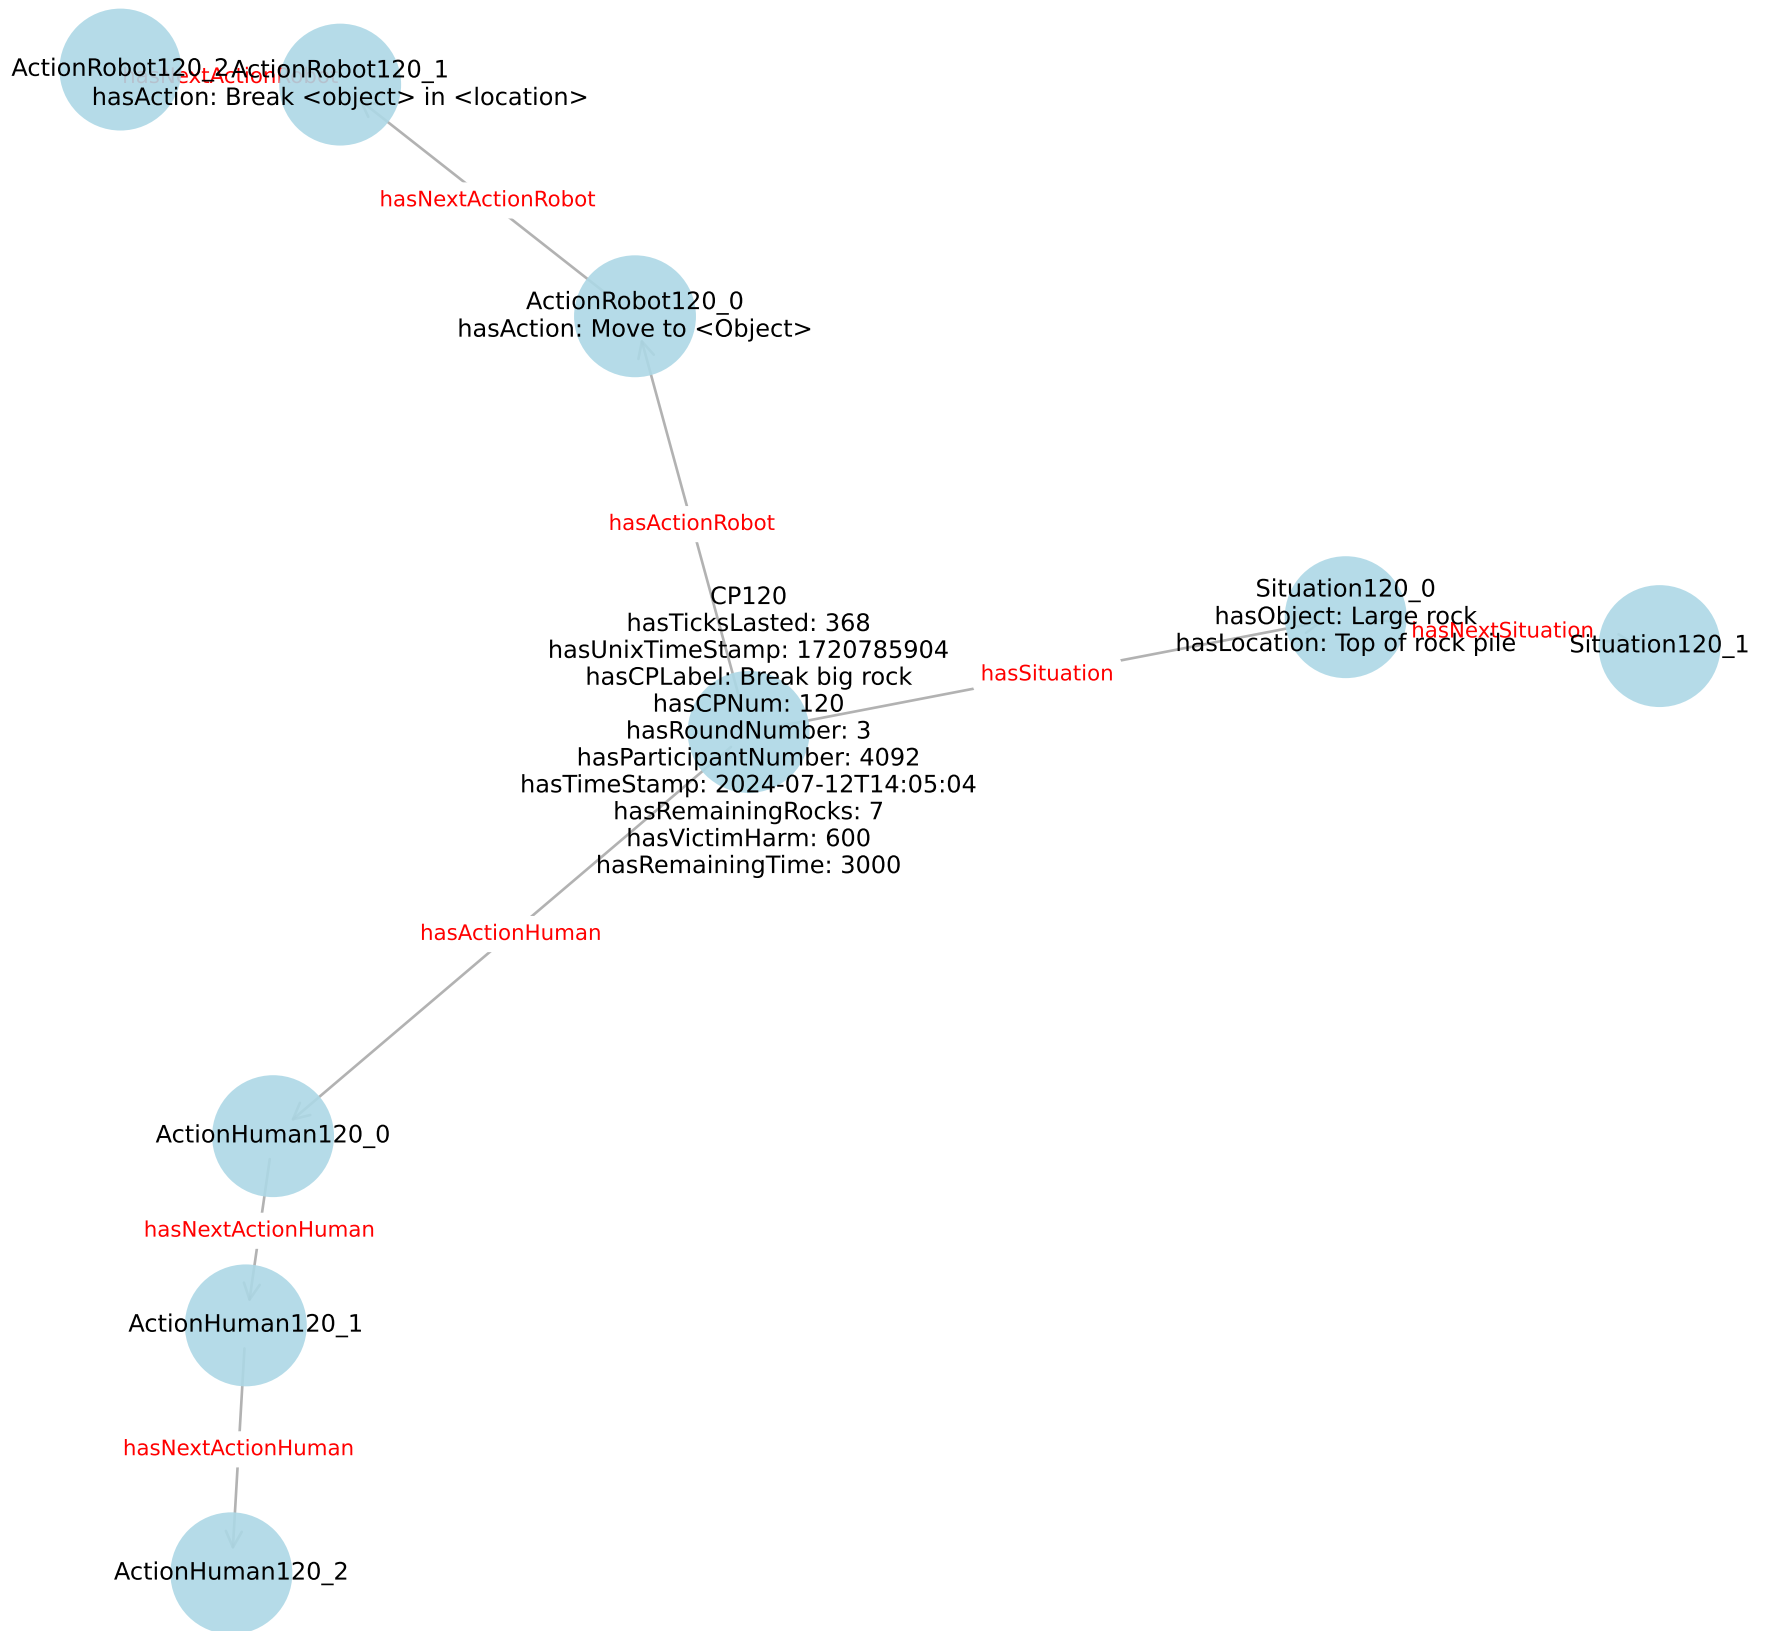 ActionRobot120_2
hasNextActionRobot
ActionRobot120_1
hasAction: Break <object> in <location>
hasNextActionRobot
ActionRobot120_0
hasAction: Move to <Object>
hasActionRobot
CP120
hasTicksLasted: 368
hasUnixTimeStamp: 1720785904
hasCPLabel: Break big rock
hasCPNum: 120
hasRoundNumber: 3
hasParticipantNumber: 4092
hasTimeStamp: 2024-07-12T14:05:04
hasRemainingRocks: 7
hasVictimHarm: 600
hasRemainingTime: 3000
hasSituation
Situation120_0
hasObject: Large rock
hasLocation: Top of rock pile
hasNextSituation
Situation120_1
hasActionHuman
ActionHuman120_0
hasNextActionHuman
ActionHuman120_1
hasNextActionHuman
ActionHuman120_2